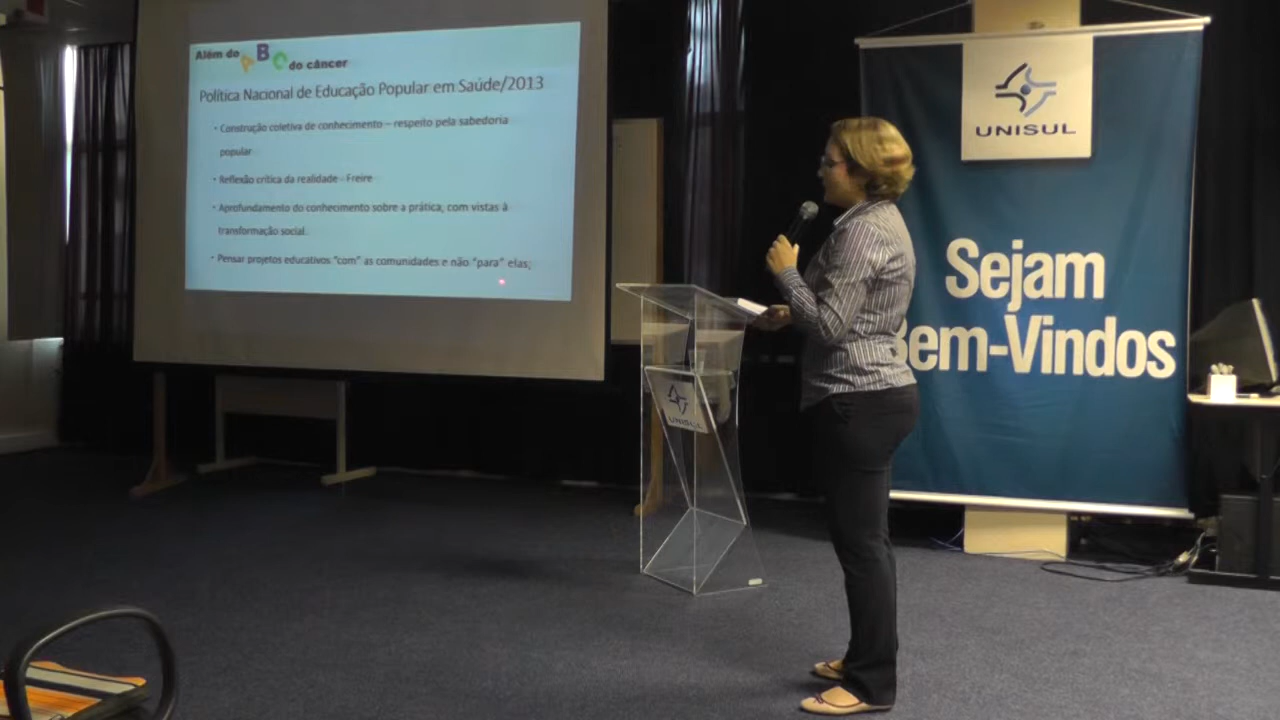 Além do ABC do câncer
Política Nacional de Educação Popular em Saúde/2013
• Construção coletiva de conhecimento – respeito pela sabedoria
popular
• Reflexão crítica da realidade - Freire
• Aprofundamento do conhecimento sobre a prática, com vistas à
transformação social.
• Pensar projetos educativos "com" as comunidades e não "para" elas;
UNISUL
UNISUL
Sejam
Bem-Vindos